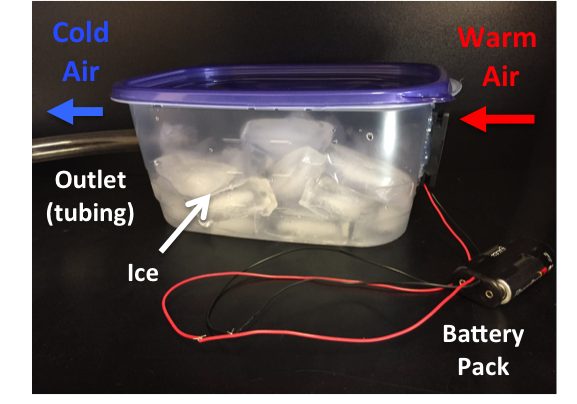 Cold
Air
Warm
Air
Outlet
(tubing)
Ice
Battery
Pack